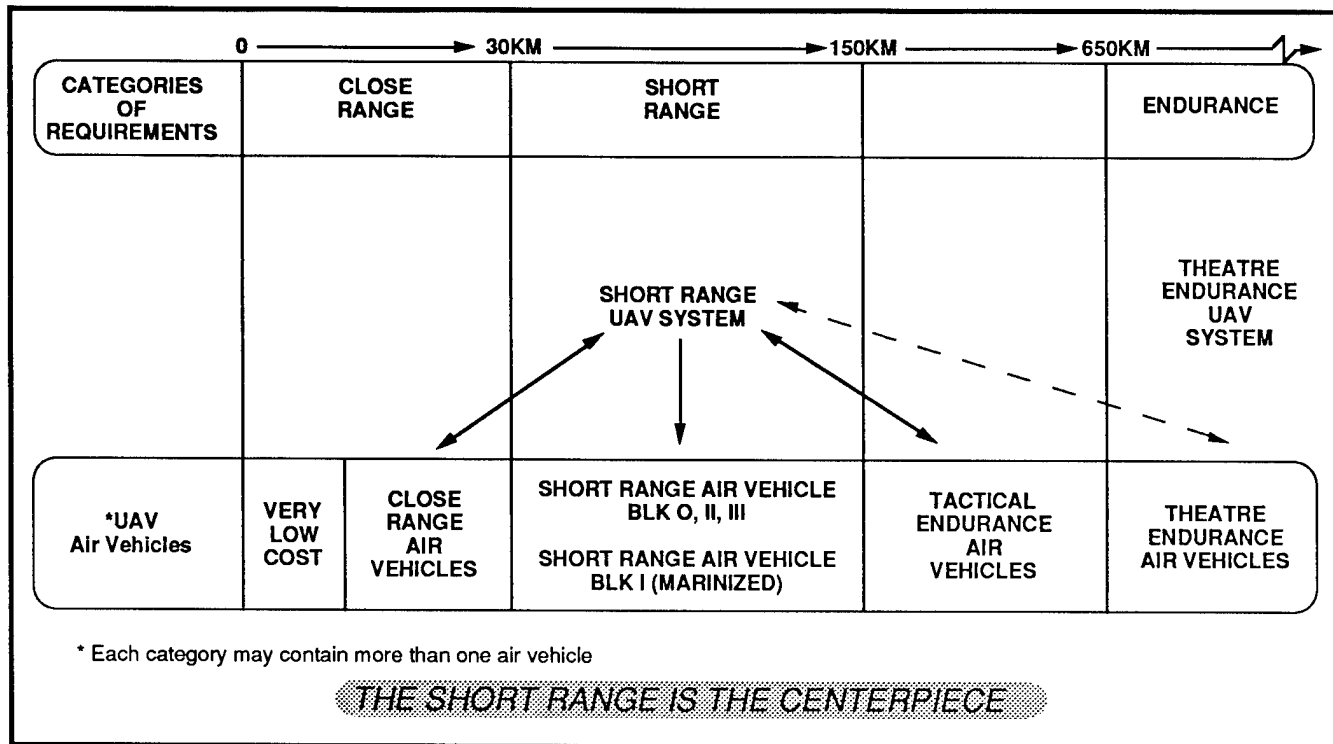 0 30KM 150KM 650KM
CATEGORIES
OF
REQUIREMENTS
CLOSE
RANGE
SHORT
RANGE
ENDURANCE
SHORT RANGE
UAV SYSTEM
THEATRE
ENDURANCE
UAV
SYSTEM
*UAV
Air Vehicles
VERY
LOW
COST
CLOSE
RANGE
AIR
VEHICLES
SHORT RANGE AIR VEHICLE
BLK O, II, III
SHORT RANGE AIR VEHICLE
BLK I (MARINIZED)
TACTICAL
ENDURANCE
AIR
VEHICLES
THEATRE
ENDURANCE
AIR VEHICLES
* Each category may contain more than one air vehicle
THE SHORT RANGE IS THE CENTERPIECE